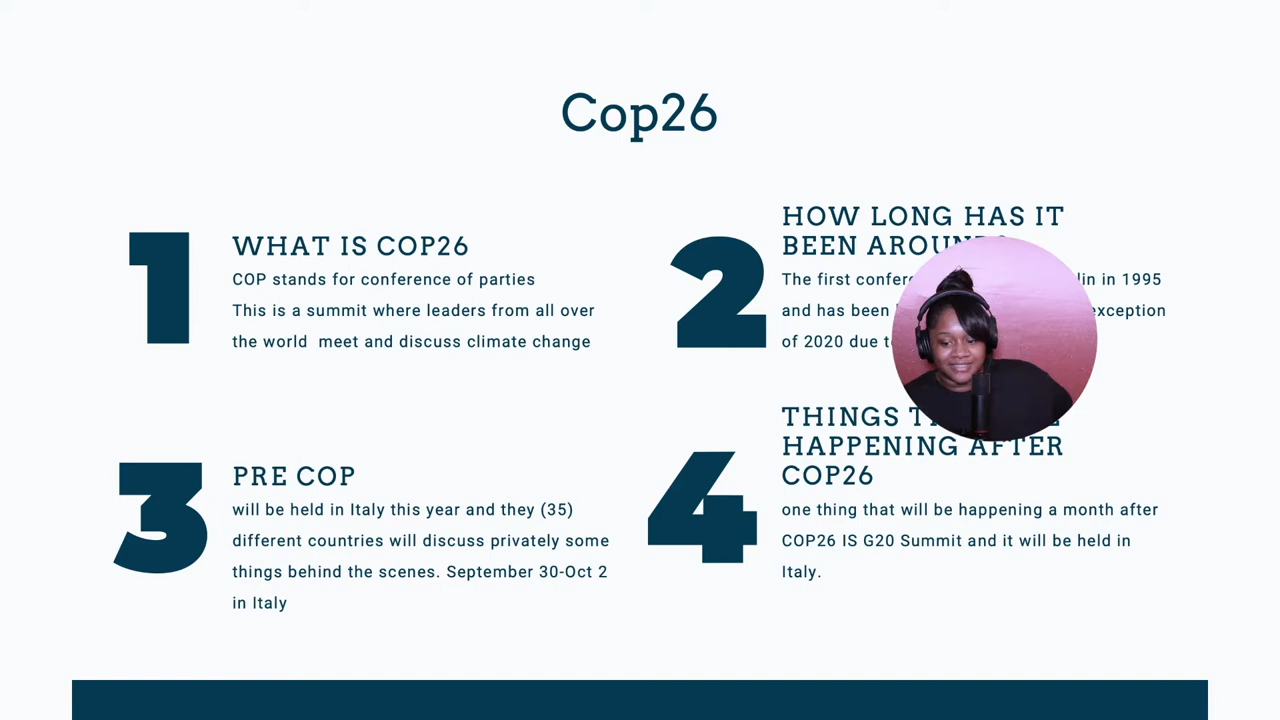 Cop26
1
WHAT IS COP26
COP stands for conference of parties
This is a summit where leaders from all over
the world meet and discuss climate change
2
HOW LONG HAS IT
BEEN
The first in 1995
and has been exception
of 2020 due
3
PRE COP
will be held in Italy this year and they (35)
different countries will discuss privately some
things behind the scenes. September 30-Oct 2
in Italy
4
THINGS
HAPPENING AFTER
COP26
one thing that will be happening a month after
COP26 IS G20 Summit and it will be held in
Italy.